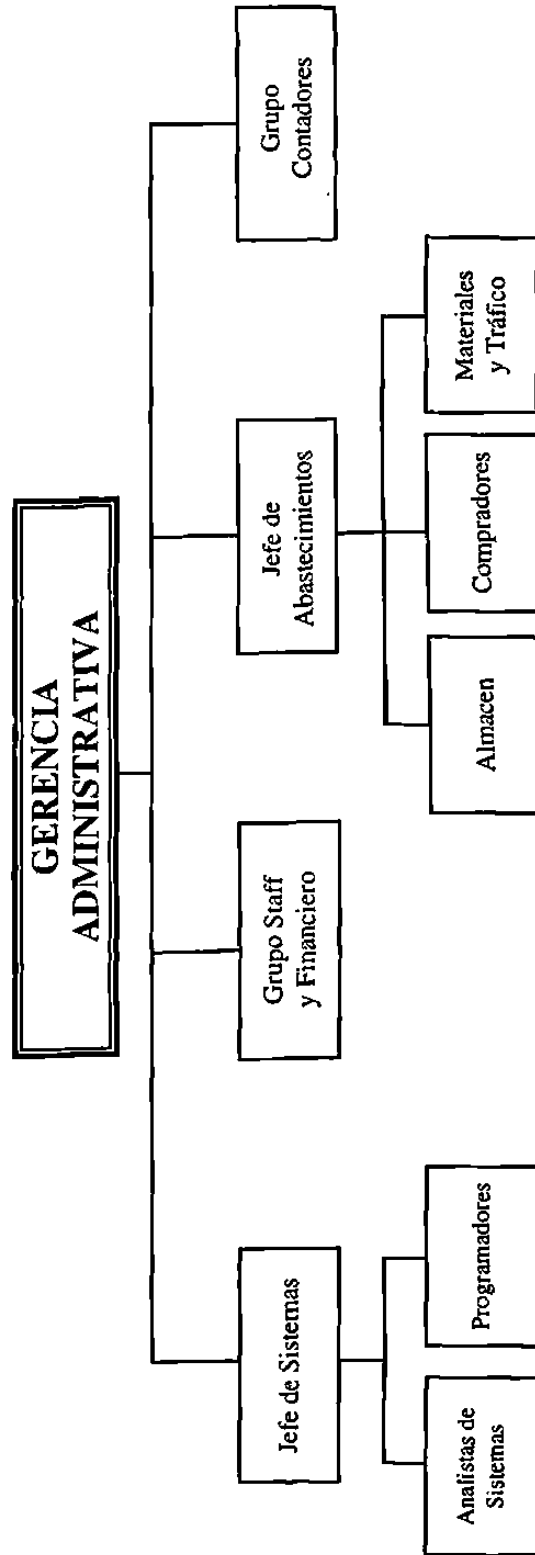 GERENCIA
ADMINISTRATIVA
Jefe de Sistemas
Grupo Staff
y Financiero
Jefe de
Abastecimientos
Grupo
Contadores
Analistas de
Sistemas
Programadores
Almacen
Compradores
Materiales
y Tráfico